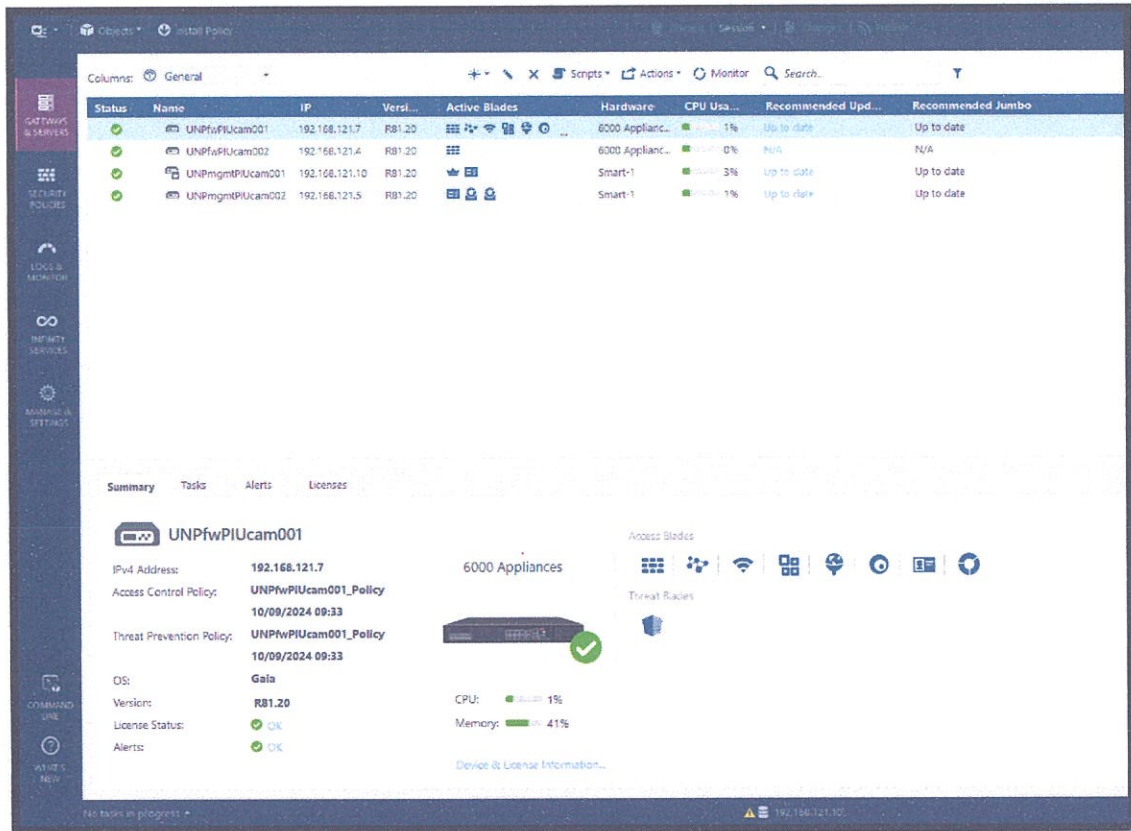 Objects Install Policy Session
Columns: General Scripts Actions Monitor Search...
GATEWAYS & SERVERS
SECURITY POLICIES
LOGS & MONITOR
INFINITY SERVICES
MANAGE & SETTINGS
COMMAND LINE
WHAT'S NEW
Status Name IP Versi... Active Blades Hardware CPU Usa... Recommended Upd... Recommended Jumbo
UNPfwPIUcam001 192.168.121.7 R81.20 ... 6000 Applianc... 1% Up to date Up to date
UNPfwPIUcam002 192.168.121.4 R81.20 6000 Applianc... 0% N/A N/A
UNPmgmtPIUcam001 192.168.121.10 R81.20 Smart-1 3% Up to date Up to date
UNPmgmtPIUcam002 192.168.121.5 R81.20 Smart-1 1% Up to date Up to date
Summary Tasks Alerts Licenses
UNPfwPIUcam001
IPv4 Address: 192.168.121.7
Access Control Policy: UNPfwPIUcam001_Policy
10/09/2024 09:33
Threat Prevention Policy: UNPfwPIUcam001_Policy
10/09/2024 09:33
OS: Gaia
Version: R81.20
License Status: OK
Alerts: OK
6000 Appliances
CPU: 1%
Memory: 41%
Device & License Information...
Access Blades
Threat Blades
No tasks in progress 192.168.121.10